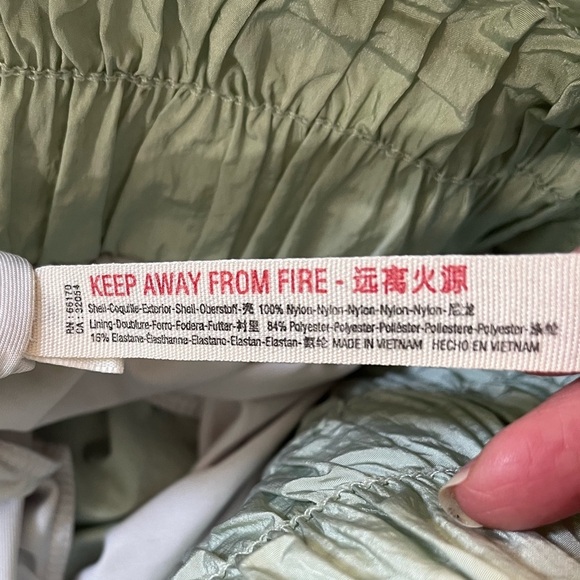 KEEP AWAY FROM FIRE - 远离火源
Shell-Coquille-Exterior-Shell-Oberstoff-壳 100% Nylon-Nylon-Nylon-Nylon-Nylon-尼龙
Lining-Doublure-Forro-Fodera-Futter-衬里 84% Polyester-Polyester-Poliéster-Poliestere-Polyester-涤纶
16% Elastane-Élasthanne-Elastano-Elastan-Elastan-氨纶 MADE IN VIETNAM HECHO EN VIETNAM
RN: 66170
CA: 32054